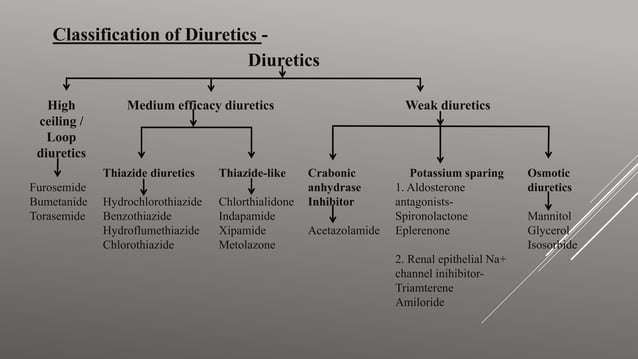 Classification of Diuretics -
Diuretics
High
ceiling /
Loop
diuretics
Furosemide
Bumetanide
Torasemide
Medium efficacy diuretics
Thiazide diuretics
Hydrochlorothiazide
Benzothiazide
Hydroflumethiazide
Chlorothiazide
Thiazide-like
Chlorthialidone
Indapamide
Xipamide
Metolazone
Weak diuretics
Crabonic
anhydrase
Inhibitor
Acetazolamide
Potassium sparing
1. Aldosterone
antagonists-
Spironolactone
Eplerenone
2. Renal epithelial Na+
channel inihibitor-
Triamterene
Amiloride
Osmotic
diuretics
Mannitol
Glycerol
Isosorbide